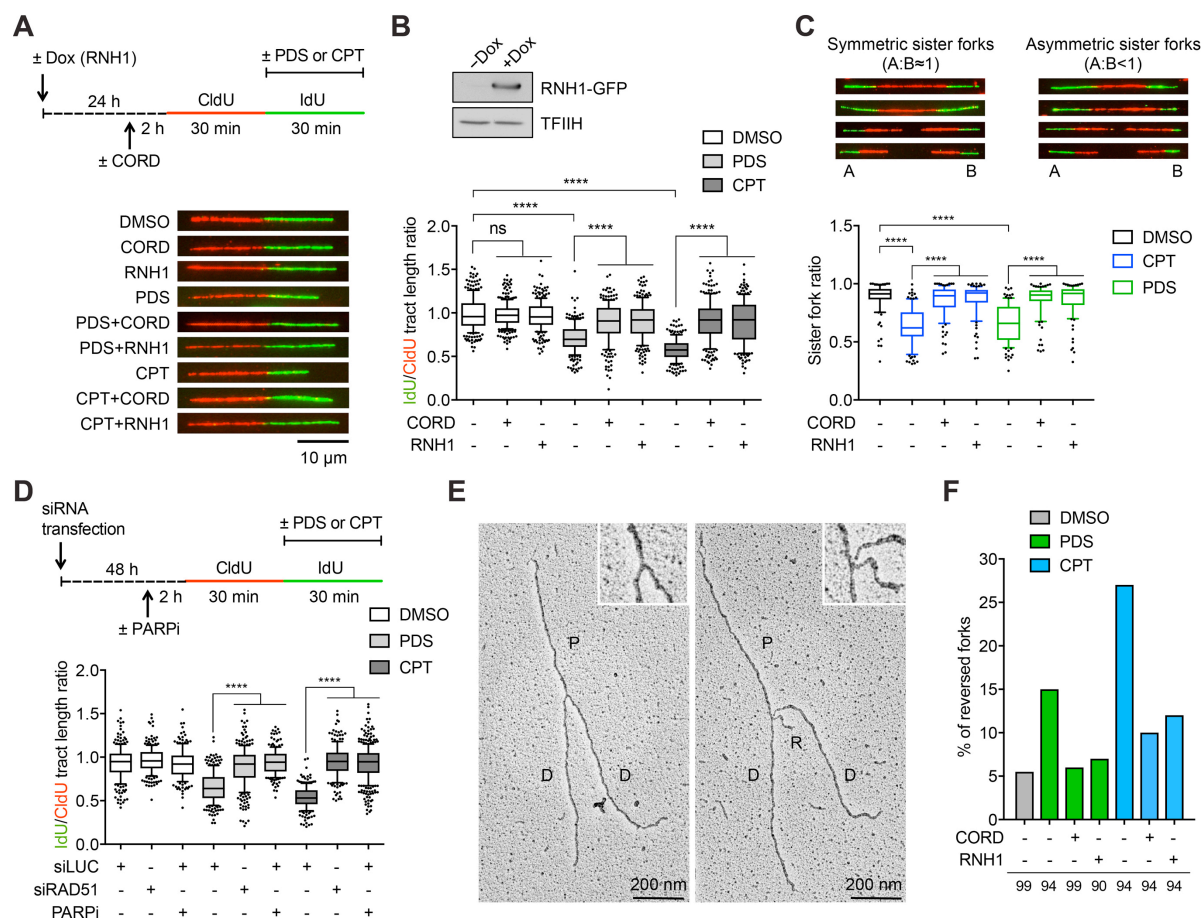 A
± Dox (RNH1)
± PDS or CPT
24 h
CldU
IdU
2 h
30 min
30 min
± CORD
DMSO
CORD
RNH1
PDS
PDS+CORD
PDS+RNH1
CPT
CPT+CORD
CPT+RNH1
10 µm
B
–Dox
+Dox
RNH1-GFP
TFIIH
DMSO
PDS
CPT
****
****
ns
****
****
IdU/CldU tract length ratio
2.0
1.5
1.0
0.5
0.0
CORD - + - - + - - + -
RNH1 - - + - - + - - +
C
Symmetric sister forks
(A:B≈1)
Asymmetric sister forks
(A:B<1)
A B
A B
DMSO
CPT
PDS
****
****
****
****
Sister fork ratio
1.5
1.0
0.5
0.0
CORD - - + - - + -
RNH1 - - - + - - +
D
siRNA
transfection
± PDS or CPT
48 h
CldU
IdU
2 h
30 min
30 min
± PARPi
DMSO
PDS
CPT
****
****
IdU/CldU tract length ratio
2.0
1.5
1.0
0.5
0.0
siLUC + - + + - + + - +
siRAD51 - + - - + - - + -
PARPi - - + - - + - - +
E
P
D
D
200 nm
P
R
D
D
200 nm
F
DMSO
PDS
CPT
% of reversed forks
30
25
20
15
10
5
0
CORD - - + - - + -
RNH1 - - - + - - +
99 94 99 90 94 94 94